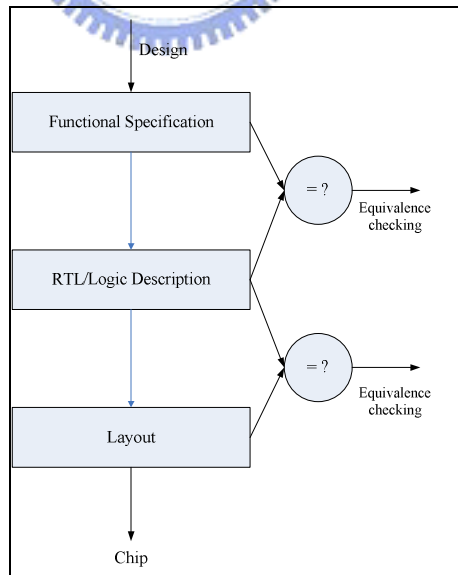 Design
Functional Specification
= ?
Equivalence
checking
RTL/Logic Description
= ?
Equivalence
checking
Layout
Chip